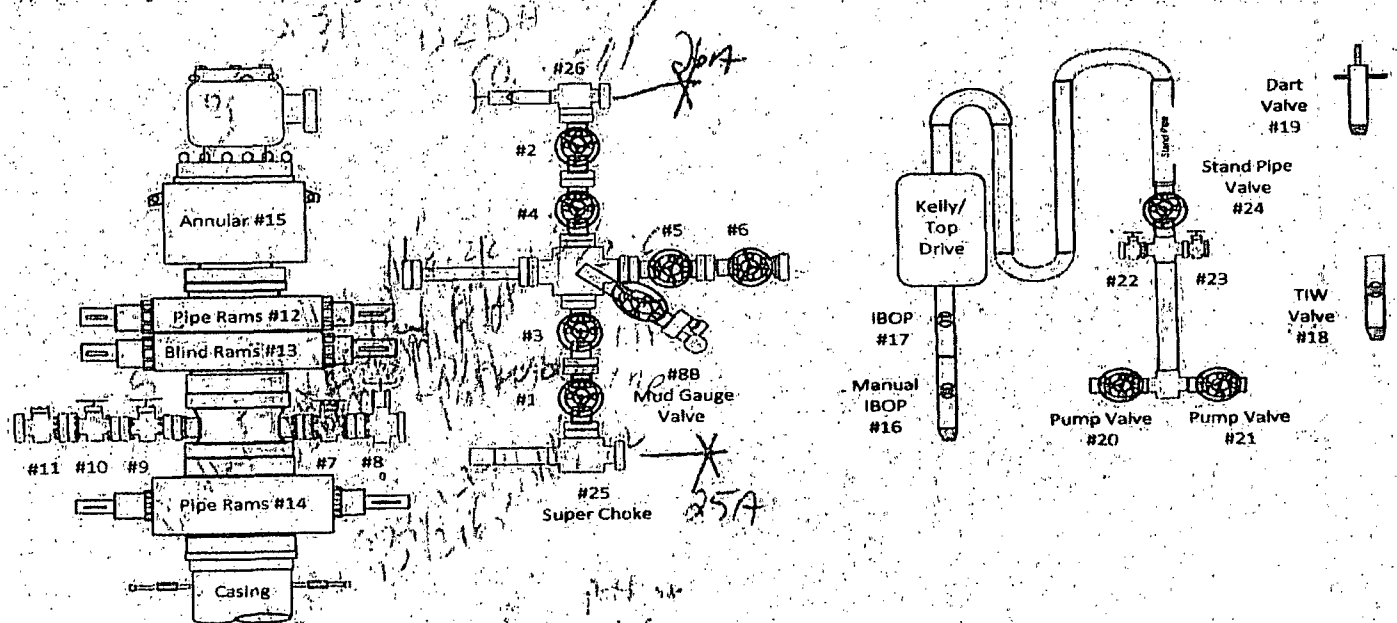 #26
26A
#2
Annular #15
#4
#5 #6
Pipe Rams #12
Blind Rams #13
#3
#8B
Mud Gauge
Valve
#1
#11 #10 #9 #7 #8
Pipe Rams #14
#25
Super Choke
25A
Casing
Kelly/
Top
Drive
IBOP
#17
Manual
IBOP
#16
Stand Pipe
Stand Pipe
Valve
#24
#22 #23
Pump Valve
#20
Pump Valve
#21
Dart
Valve
#19
TIW
Valve
#18